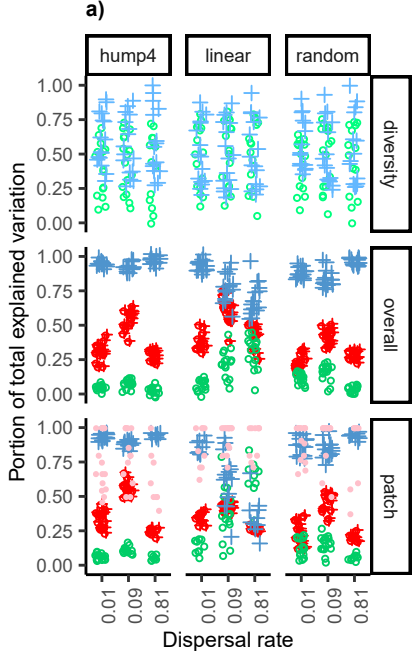 a)
hump4 linear random
Portion of total explained variation
1.00
0.75
0.50
0.25
0.00
diversity
1.00
0.75
0.50
0.25
0.00
overall
1.00
0.75
0.50
0.25
0.00
patch
0.01 0.09 0.81 0.01 0.09 0.81 0.01 0.09 0.81
Dispersal rate